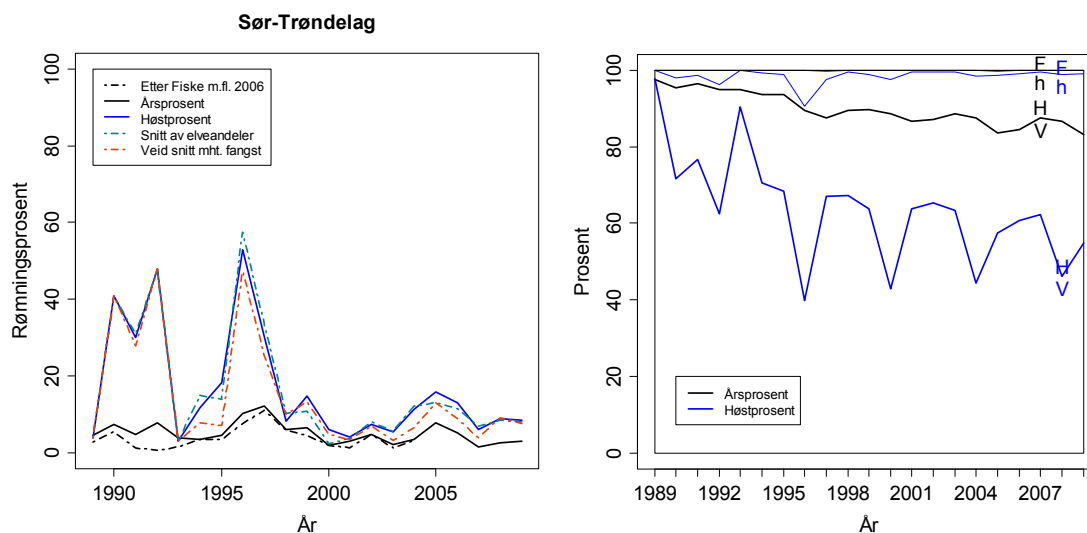 Sør-Trøndelag
Rømningsprosent
100
80
60
40
20
0
Etter Fiske m.fl. 2006
Årsprosent
Høstprosent
Snitt av elveandeler
Veid snitt mht. fangst
1990
1995
2000
2005
År
Prosent
100
80
60
40
20
0
F
h
H
V
F
h
H
V
Årsprosent
Høstprosent
1989
1992
1995
1998
2001
2004
2007
År